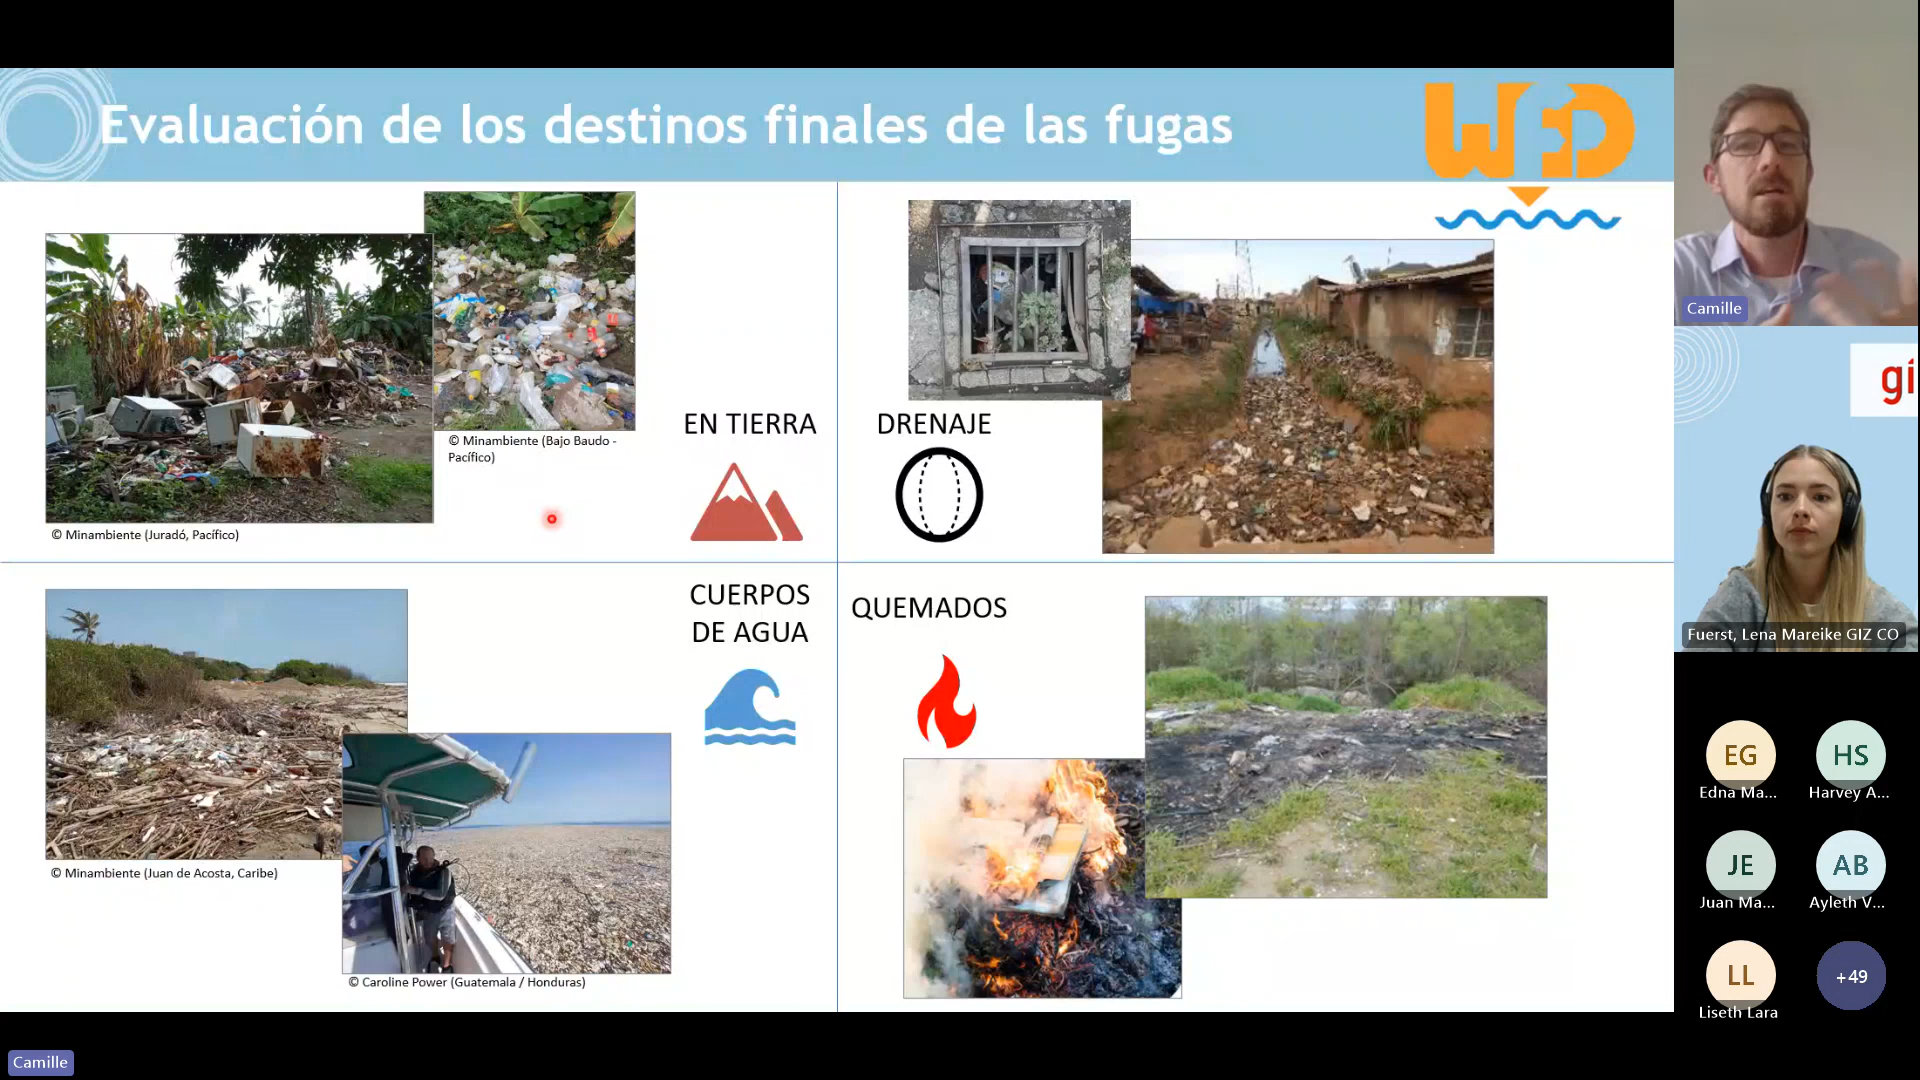 Evaluación de los destinos finales de las fugas
WFD
© Minambiente (Bajo Baudo -
Pacífico)
EN TIERRA
© Minambiente (Juradó, Pacífico)
DRENAJE
CUERPOS
DE AGUA
© Minambiente (Juan de Acosta, Caribe)
© Caroline Power (Guatemala / Honduras)
QUEMADOS
Camille
gi
Fuerst, Lena Mareike GIZ CO
EG
Edna Ma...
HS
Harvey A...
JE
Juan Ma...
AB
Ayleth V...
LL
Liseth Lara
+49
Camille